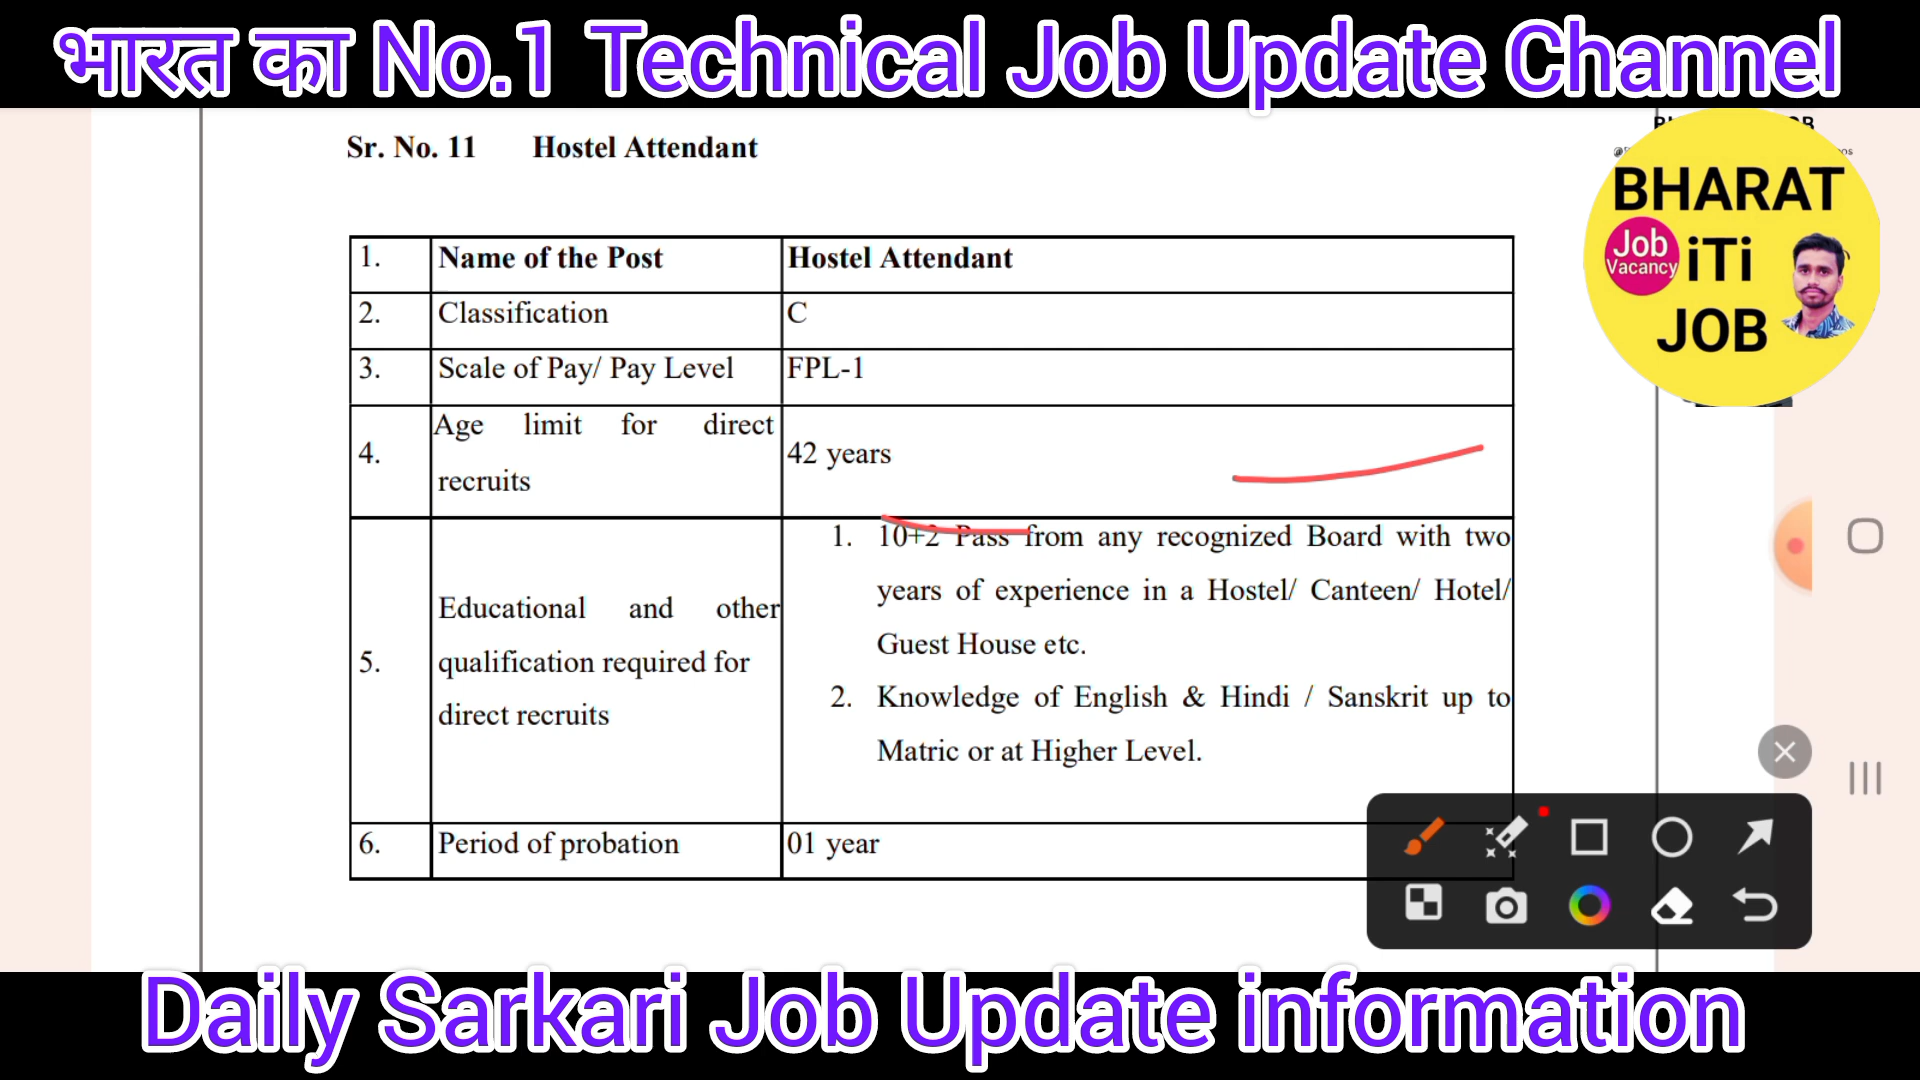 भारत का No.1 Technical Job Update Channel
Sr. No. 11 Hostel Attendant
BHARAT
Job
Vacancy
iTi
JOB
1. Name of the Post Hostel Attendant
2. Classification C
3. Scale of Pay/ Pay Level FPL-1
4. Age limit for direct
recruits
42 years
5. Educational and other
qualification required for
direct recruits
1. 10+2 Pass from any recognized Board with two
years of experience in a Hostel/ Canteen/ Hotel/
Guest House etc.
2. Knowledge of English & Hindi / Sanskrit up to
Matric or at Higher Level.
6. Period of probation 01 year
Daily Sarkari Job Update information